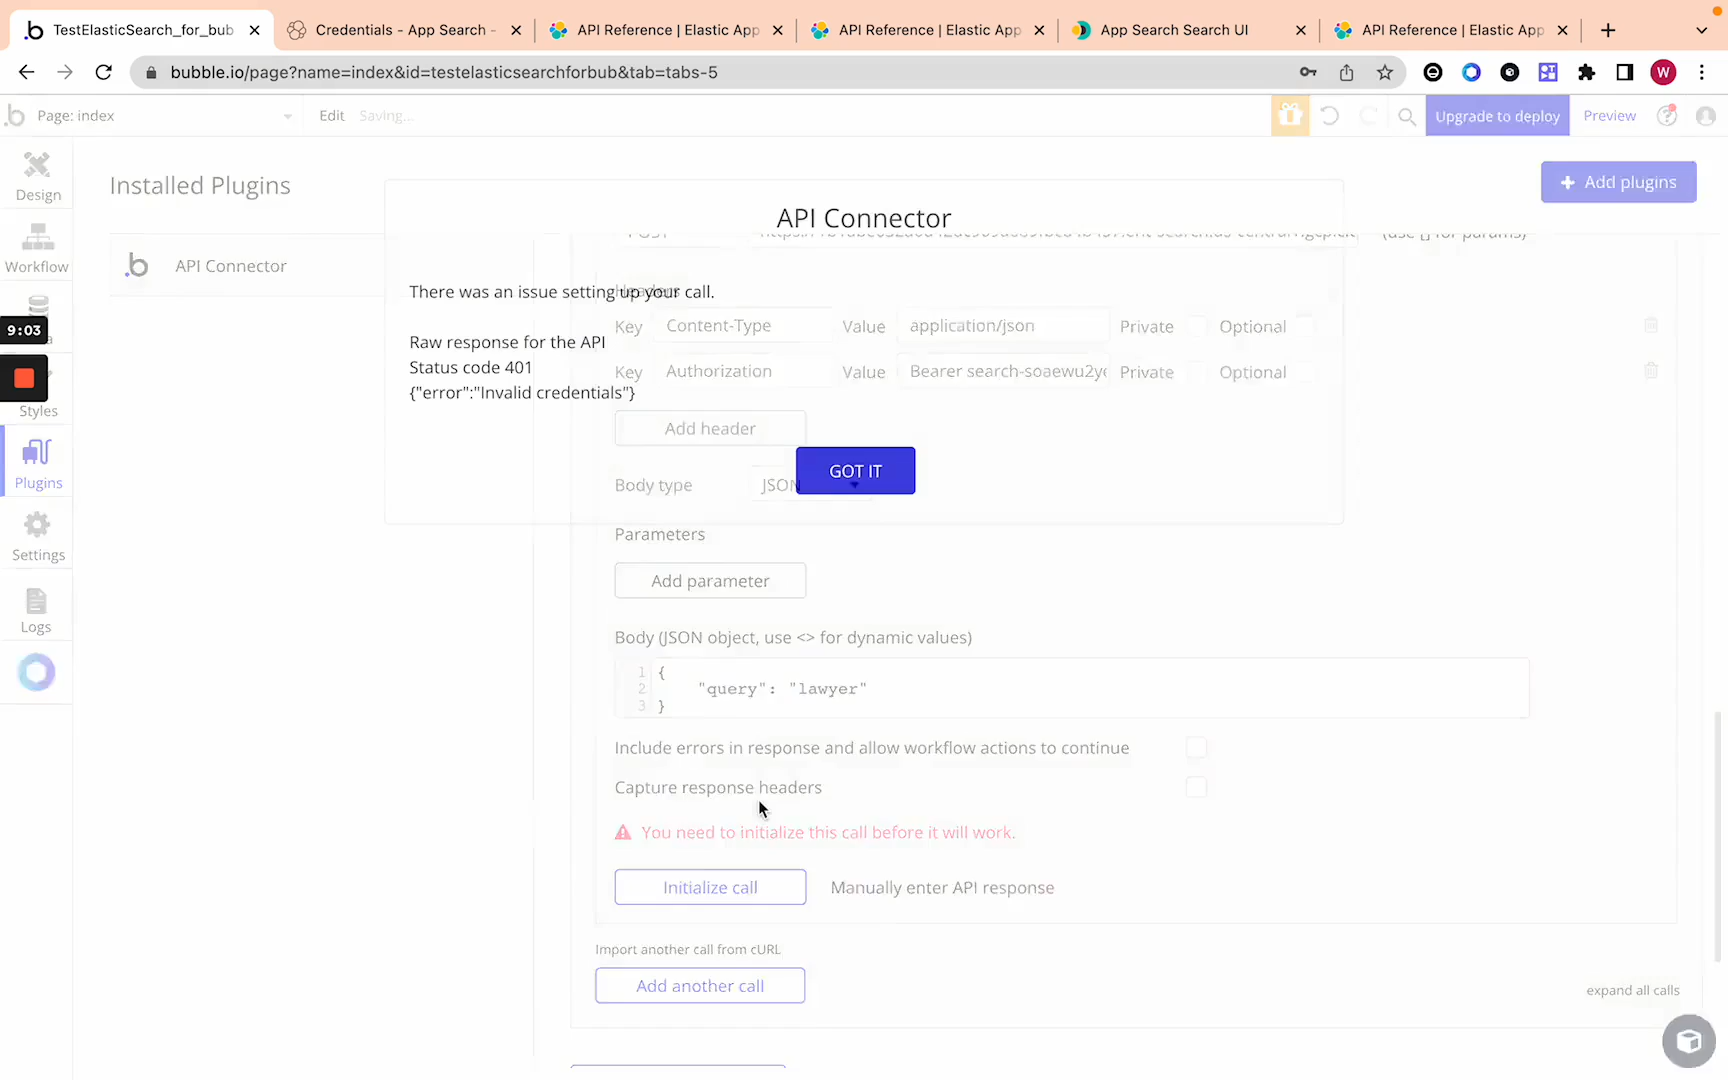 TestElasticSearch_for_bub
Credentials - App Search -
API Reference | Elastic App
API Reference | Elastic App
App Search Search UI
API Reference | Elastic App
bubble.io/page?name=index&id=testelasticsearchforbub&tab=tabs-5
W
Page: index
Edit
Saving...
Upgrade to deploy
Preview
Design
Workflow
9:03
Styles
Plugins
Settings
Logs
Installed Plugins
Add plugins
API Connector
API Connector
(use [] for params)
There was an issue setting up your call.
Headers
Raw response for the API
Status code 401
{"error":"Invalid credentials"}
Key
Content-Type
Value
application/json
Private
Optional
Key
Authorization
Value
Bearer search-soaewu2ye
Private
Optional
Add header
GOT IT
Body type
JSON
Parameters
Add parameter
Body (JSON object, use <> for dynamic values)
1 {
2 "query": "lawyer"
3 }
Include errors in response and allow workflow actions to continue
Capture response headers
You need to initialize this call before it will work.
Initialize call
Manually enter API response
Import another call from cURL
Add another call
expand all calls